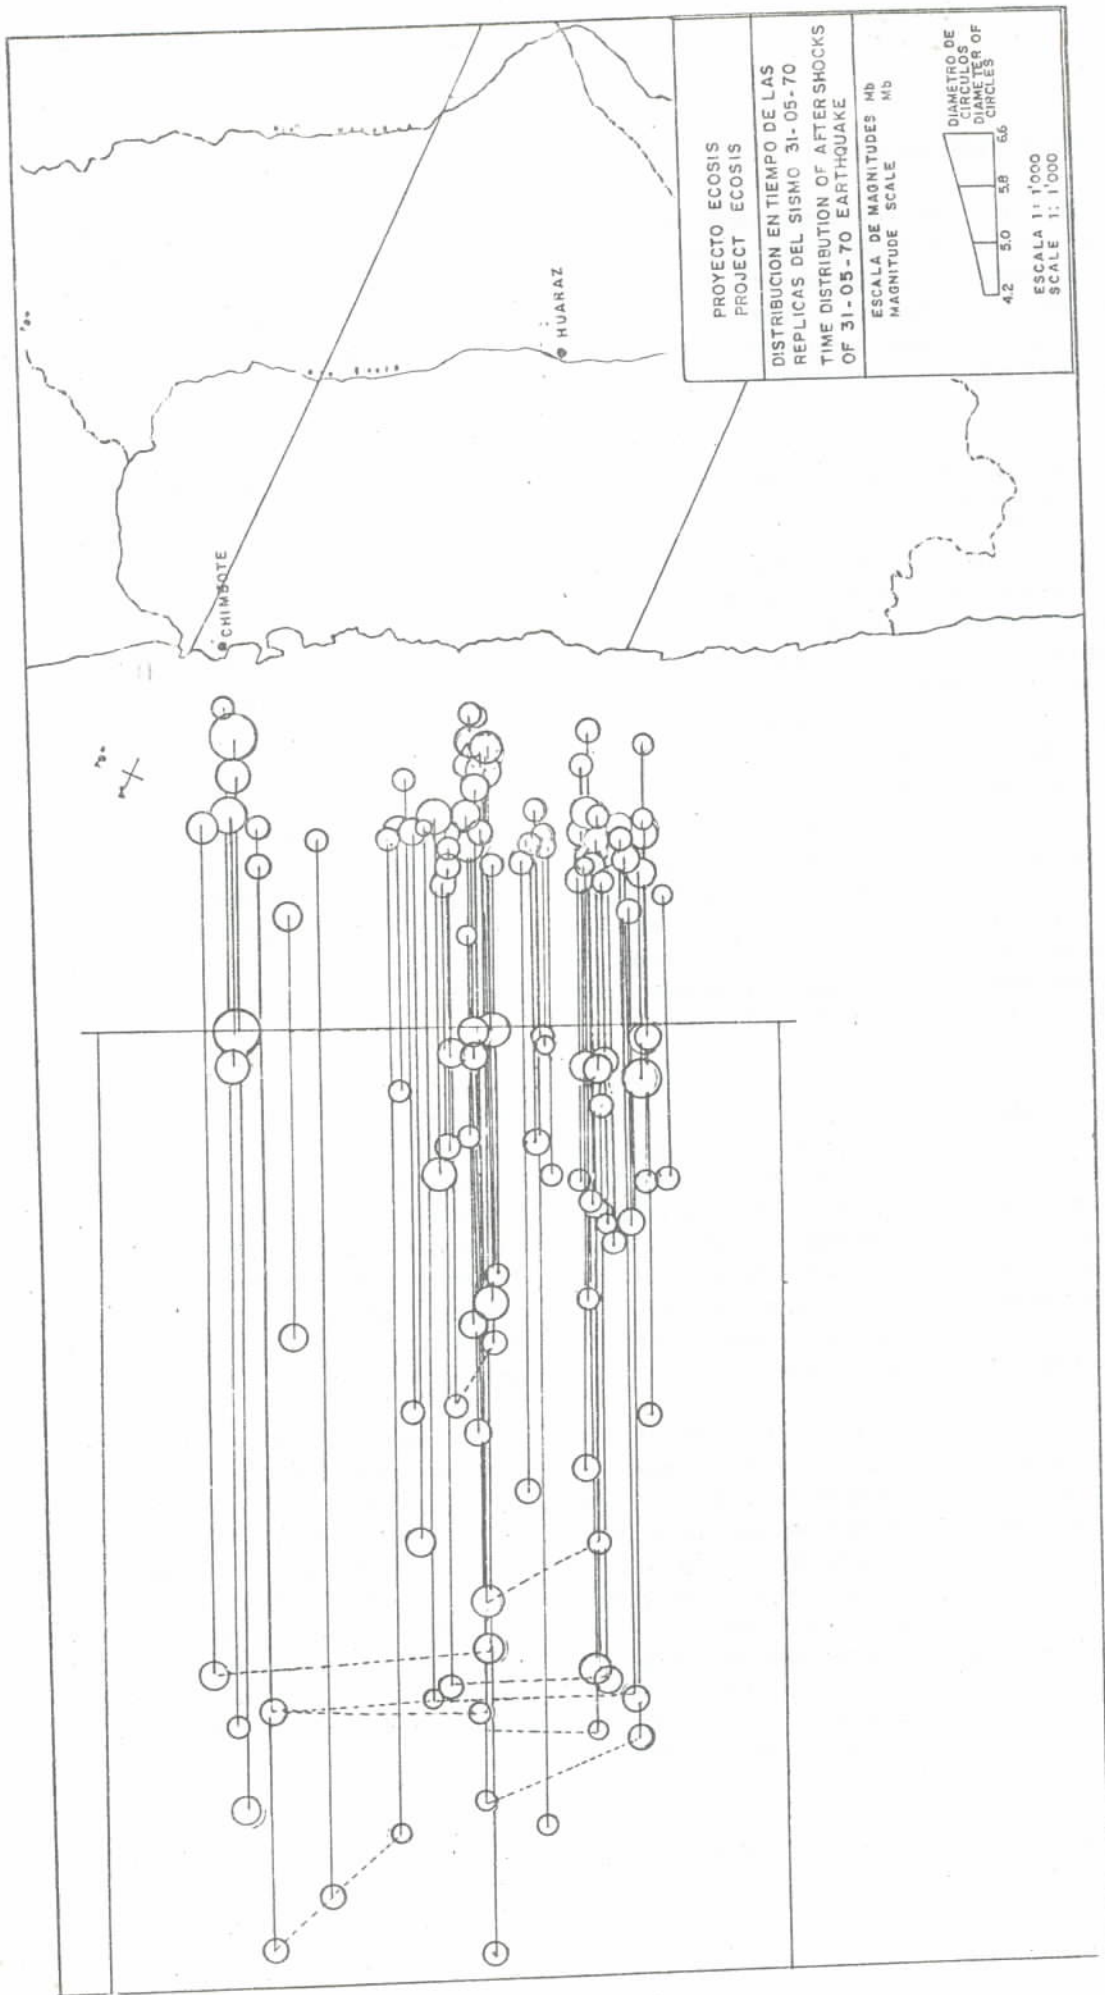 PROYECTO ECOSIS
PROJECT ECOSIS
DISTRIBUCION EN TIEMPO DE LAS
REPLICAS DEL SISMO 31-05-70
TIME DISTRIBUTION OF AFTERSHOCKS
OF 31-05-70 EARTHQUAKE
ESCALA DE MAGNITUDES Mb
MAGNITUDE SCALE Mb
DIAMETRO DE
CIRCULOS
DIAMETER OF
CIRCLES
4.2 5.0 5.8 6.6
ESCALA 1: 1'000
SCALE 1: 1'000
CHIMBOTE
HUARAZ